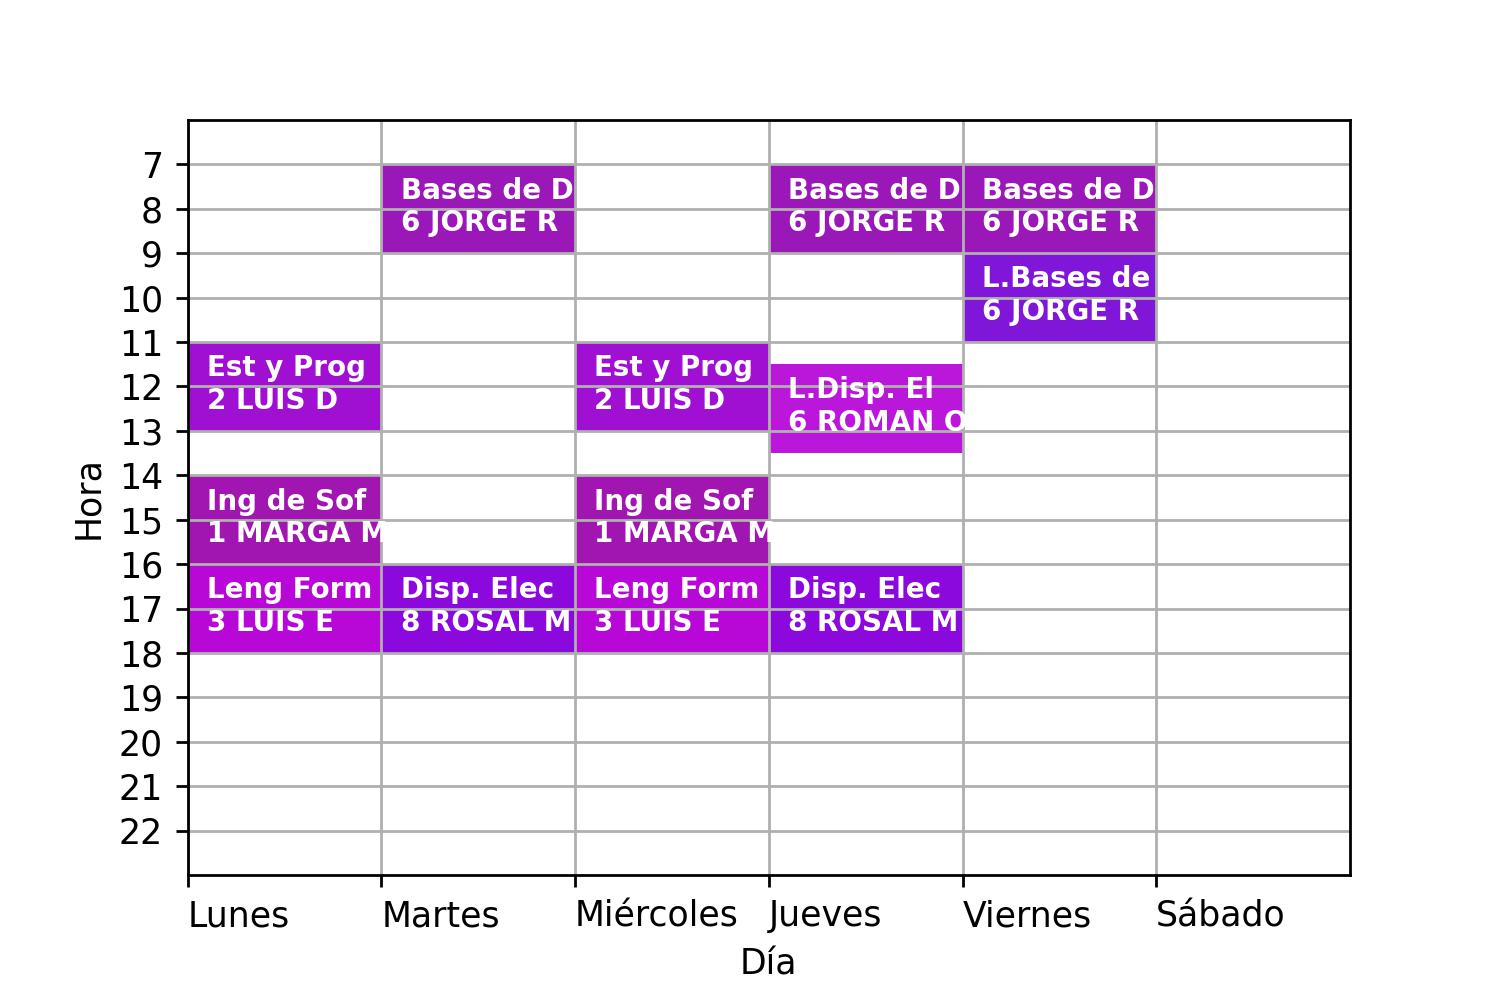 7
Bases de D
6 JORGE R
Bases de D
6 JORGE R
Bases de D
6 JORGE R
8
9
L.Bases de
6 JORGE R
10
11
Est y Prog
2 LUIS D
Est y Prog
2 LUIS D
L.Disp. El
6 ROMAN O
12
13
14
Ing de Sof
1 MARGA M
Ing de Sof
1 MARGA M
Hora
15
16
Leng Form
3 LUIS E
Disp. Elec
8 ROSAL M
Leng Form
3 LUIS E
Disp. Elec
8 ROSAL M
17
18
19
20
21
22
Lunes
Martes
Miércoles
Jueves
Viernes
Sábado
Día